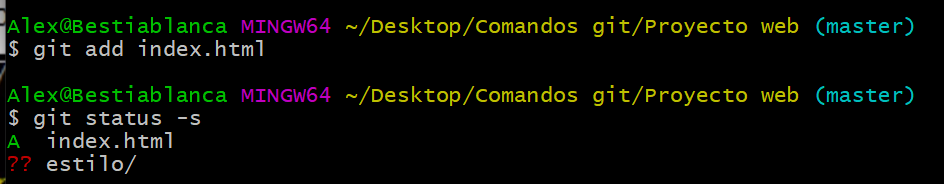 Alex@Bestiablanca MINGW64 ~/Desktop/Comandos git/Proyecto web (master)
$ git add index.html
Alex@Bestiablanca MINGW64 ~/Desktop/Comandos git/Proyecto web (master)
$ git status -s
A  index.html
?? estilo/